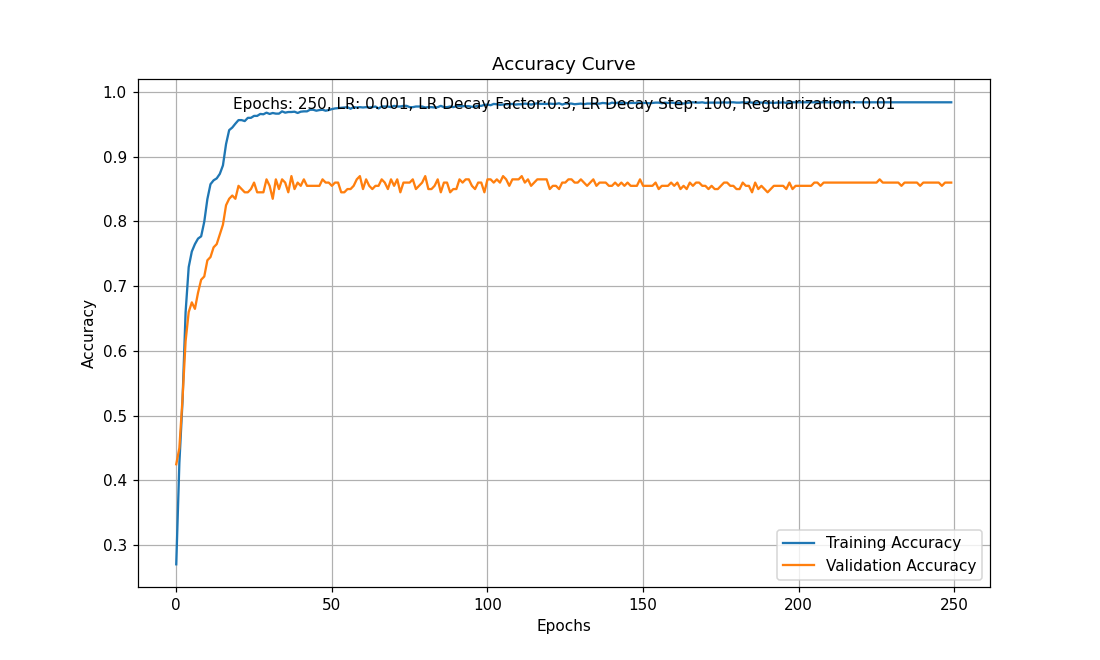 Accuracy Curve
Epochs: 250, LR: 0.001, LR Decay Factor:0.3, LR Decay Step: 100, Regularization: 0.01
1.0
0.9
0.8
0.7
0.6
0.5
0.4
0.3
Accuracy
Training Accuracy
Validation Accuracy
0 50 100 150 200 250
Epochs